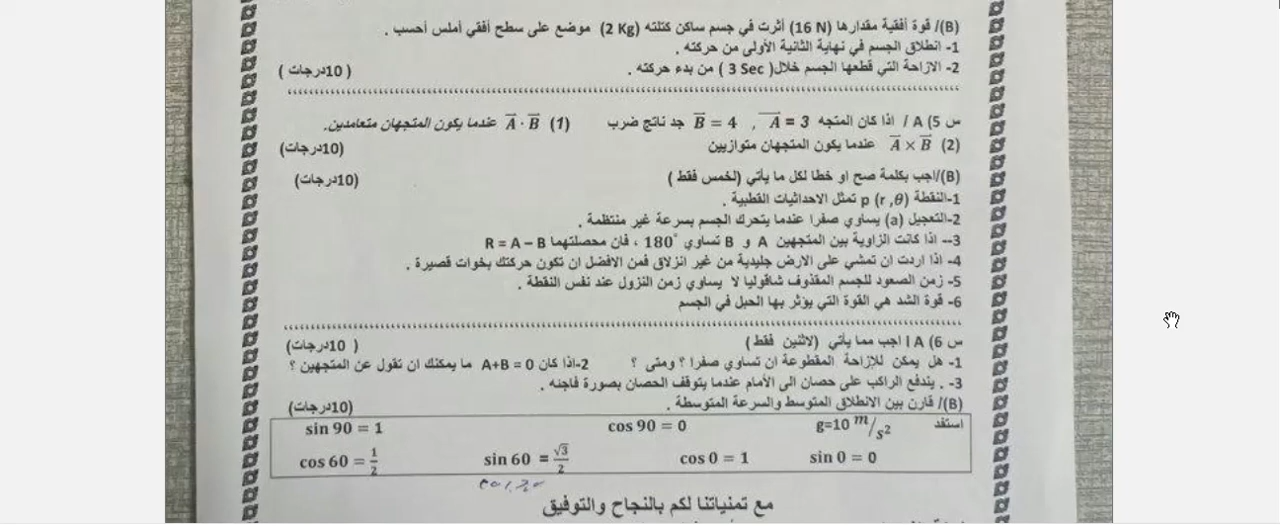 (B)/ قوة أفقية مقدارها (16 N) أثرت في جسم ساكن كتلته (2 Kg) موضع على سطح أفقي أملس أحسب .
1- انطلاق الجسم في نهاية الثانية الأولى من حركته .
2- الازاحة التي قطعها الجسم خلال( 3 Sec ) من بدء حركته . ( 10درجات )
س 5) A / اذا كان المتجه A⃗ = 3 , B⃗ = 4 جد ناتج ضرب (1) A⃗ · B⃗ عندما يكون المتجهان متعامدين.
(2) A⃗ × B⃗ عندما يكون المتجهان متوازيين (10درجات)
(B)/اجب بكلمة صح او خطا لكل ما يأتي (لخمس فقط ) (10درجات)
1-النقطة p (r ,θ) تمثل الاحداثيات القطبية .
2-التعجيل (a) يساوي صفرا عندما يتحرك الجسم بسرعة غير منتظمة .
3-- اذا كانت الزاوية بين المتجهين A و B تساوي 180° ، فان محصلتهما R = A – B
4- اذا اردت ان تمشي على الارض جليدية من غير انزلاق فمن الافضل ان تكون حركتك بخوات قصيرة .
5- زمن الصعود للجسم المقذوف شاقوليا لا يساوي زمن النزول عند نفس النقطة .
6- قوة الشد هي القوة التي يؤثر بها الحبل في الجسم
س 6) A ا اجب مما يأتي (لاثنين فقط ) ( 10درجات)
1- هل يمكن للإزاحة المقطوعة ان تساوي صفرا ؟ ومتى ؟ 2-اذا كان A+B = 0 ما يمكنك ان تقول عن المتجهين ؟
3- . يندفع الراكب على حصان الى الأمام عندما يتوقف الحصان بصورة فاجنه .
(B)/ قارن بين الانطلاق المتوسط والسرعة المتوسطة . (10درجات)
استفد g=10 m/s² cos 90 = 0 sin 90 = 1
sin 0 = 0 cos 0 = 1 sin 60 = √3/2 cos 60 = 1/2
مع تمنياتنا لكم بالنجاح والتوفيق